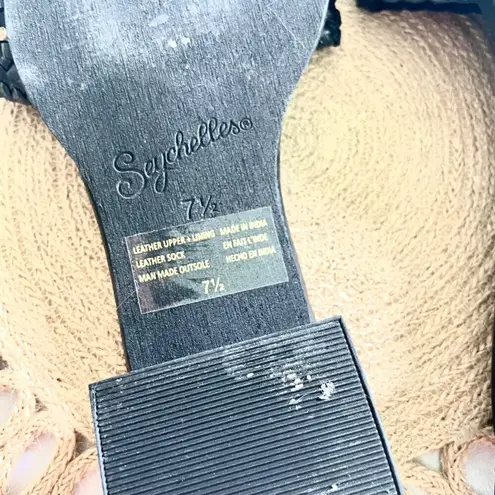 Seychelles®
7½
LEATHER UPPER + LINING MADE IN INDIA
LEATHER SOCK EN FAIT L'INDE
MAN MADE OUTSOLE HECHO EN INDIA
7½